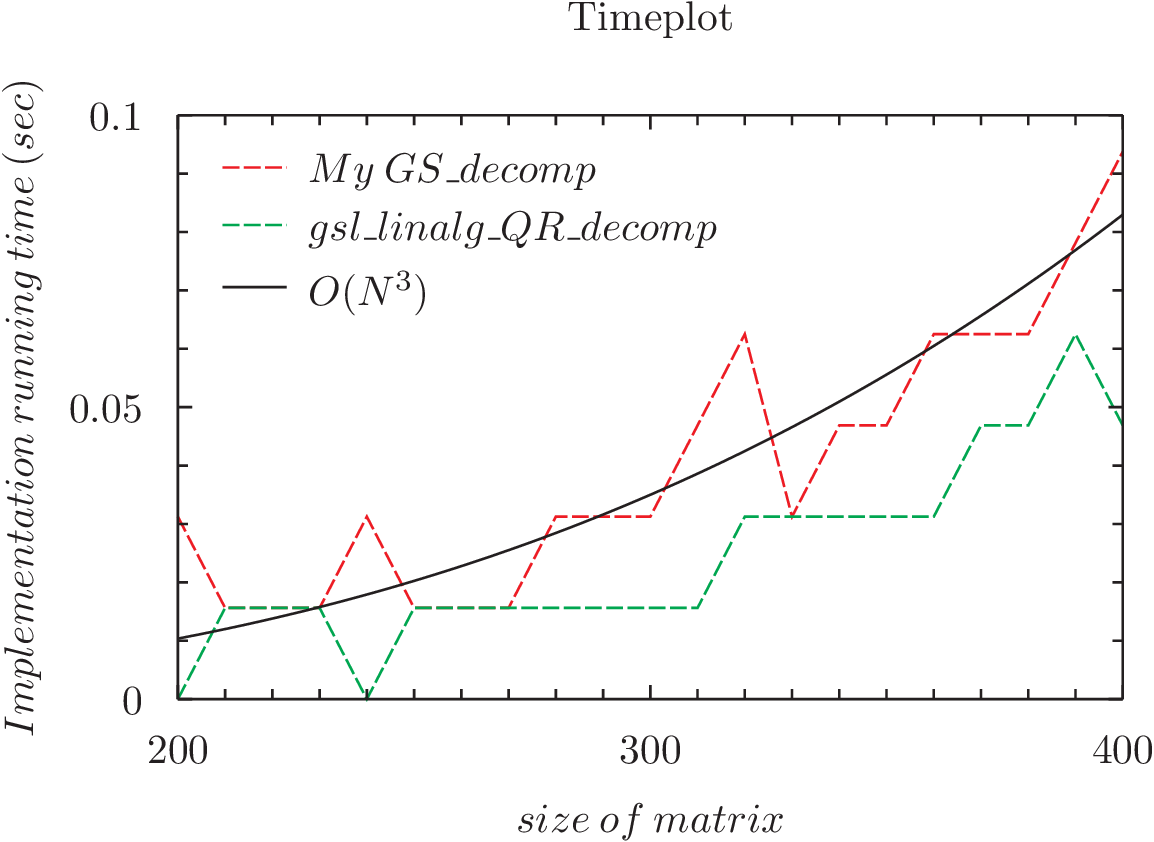 Timeplot
Implementation running time (sec)
0.1
0.05
0
My GS_decomp
gsl_linalg_QR_decomp
O(N³)
200 300 400
size of matrix